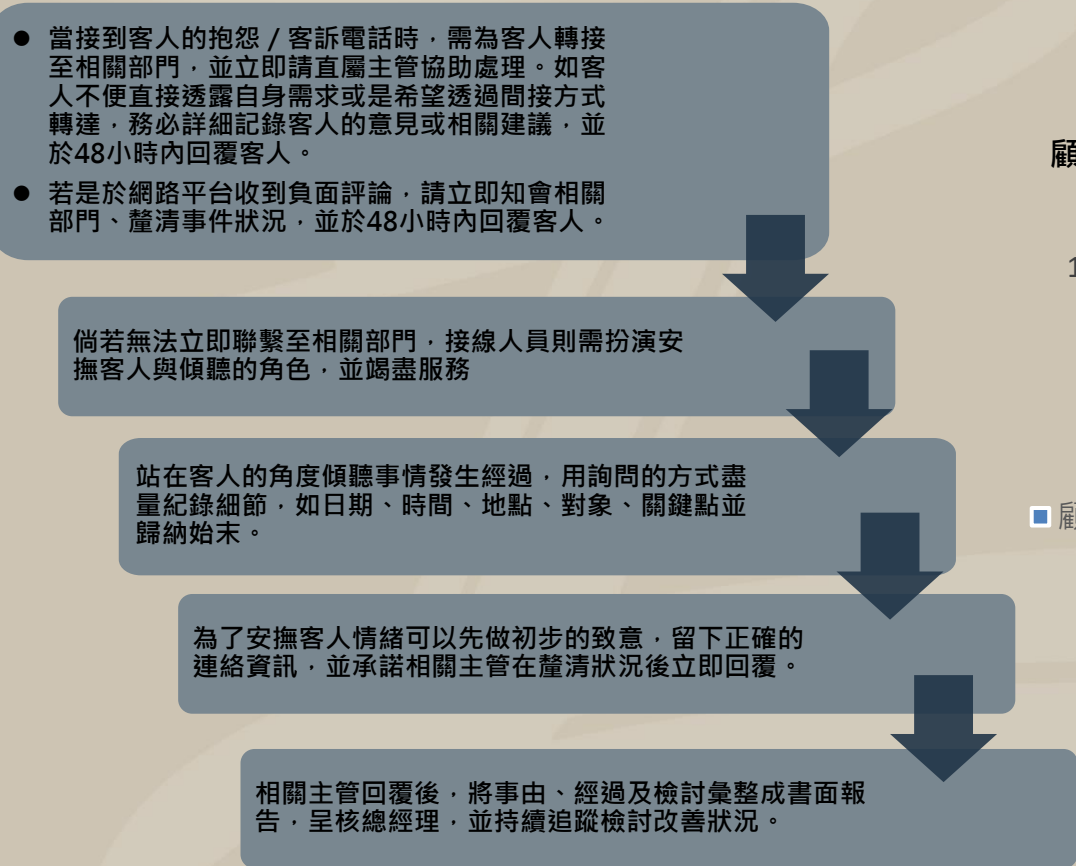 ● 當接到客人的抱怨 / 客訴電話時，需為客人轉接
至相關部門，並立即請直屬主管協助處理。如客
人不便直接透露自身需求或是希望透過間接方式
轉達，務必詳細記錄客人的意見或相關建議，並
於48小時內回覆客人。
● 若是於網路平台收到負面評論，請立即知會相關
部門、釐清事件狀況，並於48小時內回覆客人。
倘若無法立即聯繫至相關部門，接線人員則需扮演安
撫客人與傾聽的角色，並竭盡服務
站在客人的角度傾聽事情發生經過，用詢問的方式盡
量紀錄細節，如日期、時間、地點、對象、關鍵點並
歸納始末。
為了安撫客人情緒可以先做初步的致意，留下正確的
連絡資訊，並承諾相關主管在釐清狀況後立即回覆。
相關主管回覆後，將事由、經過及檢討彙整成書面報
告，呈核總經理，並持續追蹤檢討改善狀況。
顧
1
顧